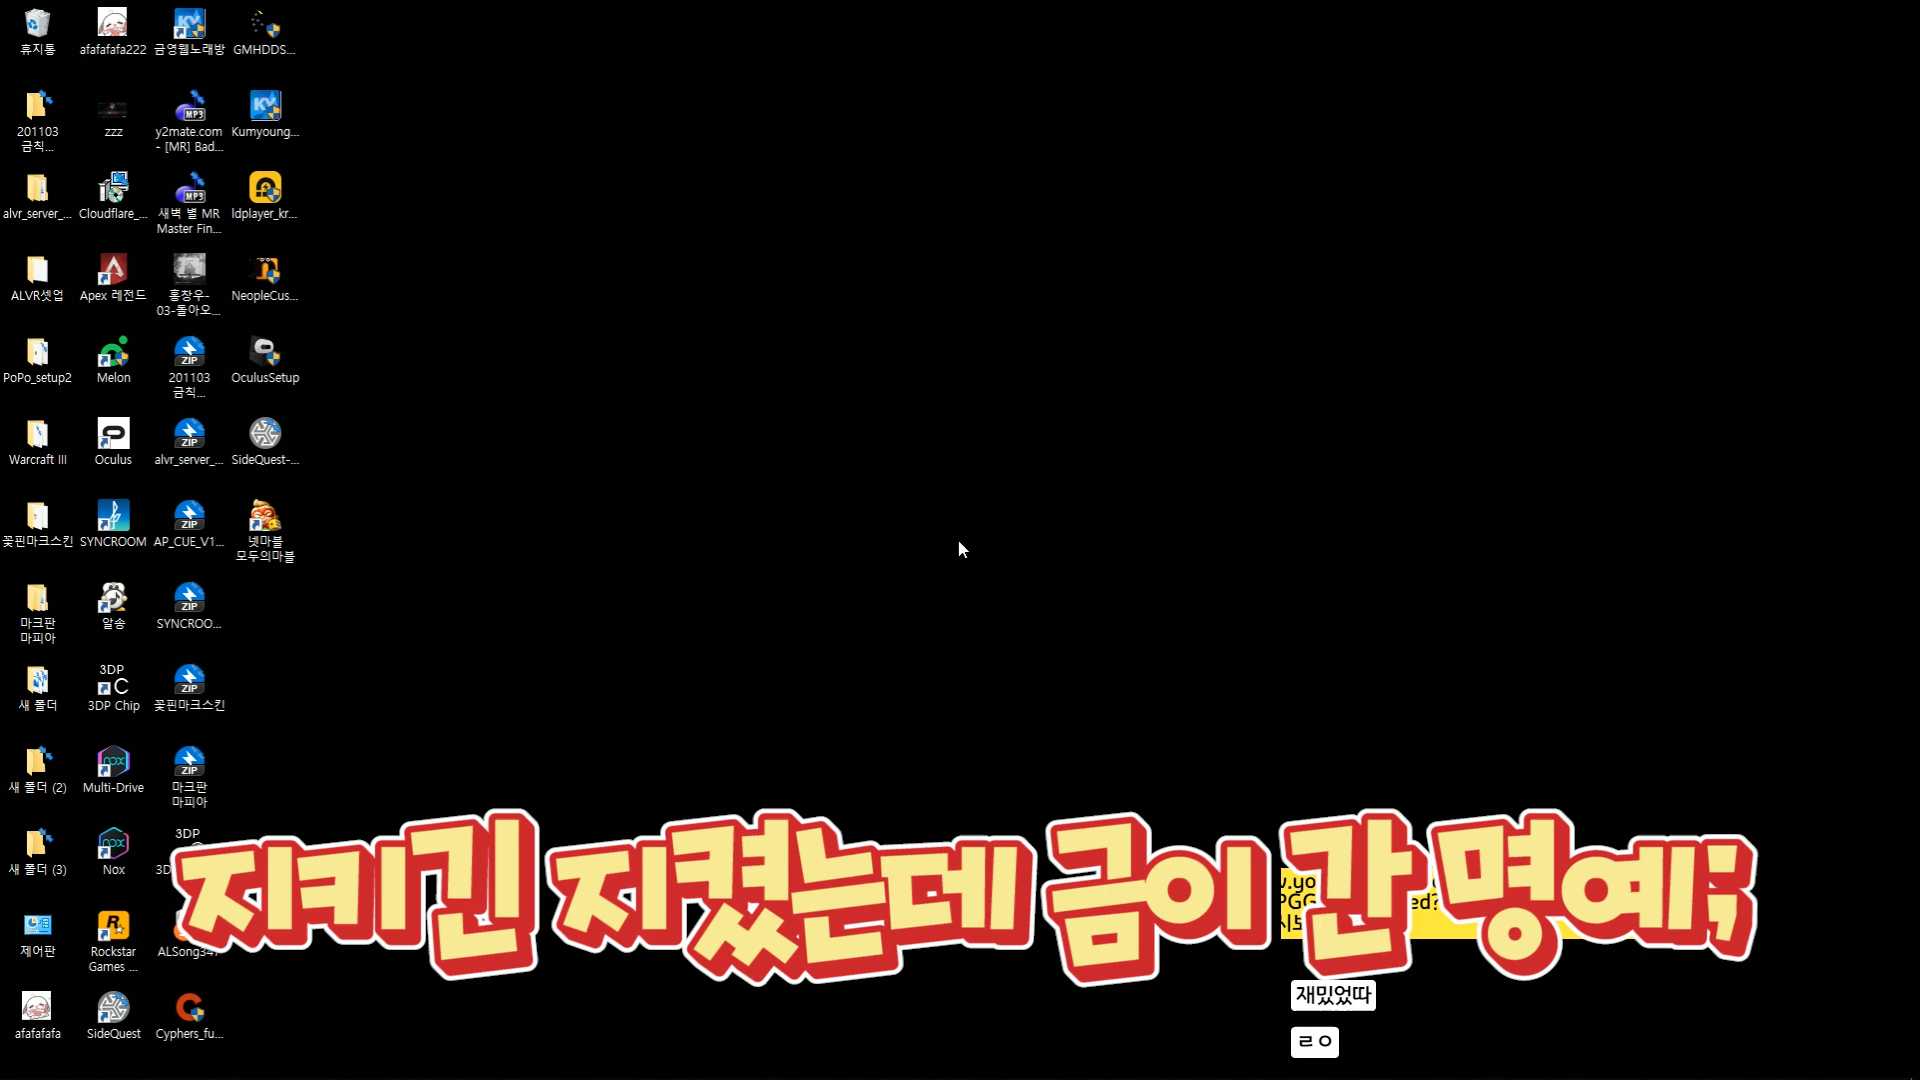 휴지통
afafafafa222
금영웹노래방
GMHDDS...
201103
금칙...
zzz
y2mate.com
- [MR] Bad...
Kumyoung...
alvr_server_...
Cloudflare_...
새벽 별 MR
Master Fin...
ldplayer_kr...
ALVR셋업
Apex 레전드
홍창우-
03-돌아오...
NeopleCus...
PoPo_setup2
Melon
201103
금칙...
OculusSetup
Warcraft III
Oculus
alvr_server_...
SideQuest-...
꽃핀마크스킨
SYNCROOM
AP_CUE_V1...
넷마블
모두의마블
마크판
마피아
알송
SYNCROO...
새 폴더
3DP Chip
꽃핀마크스킨
새 폴더 (2)
Multi-Drive
마크판
마피아
새 폴더 (3)
Nox
지키긴 지켰는데 금이 간 명예;
제어판
Rockstar
Games ...
afafafafa
SideQuest
Cyphers_fu...
재밌었따
ㄹㅇ